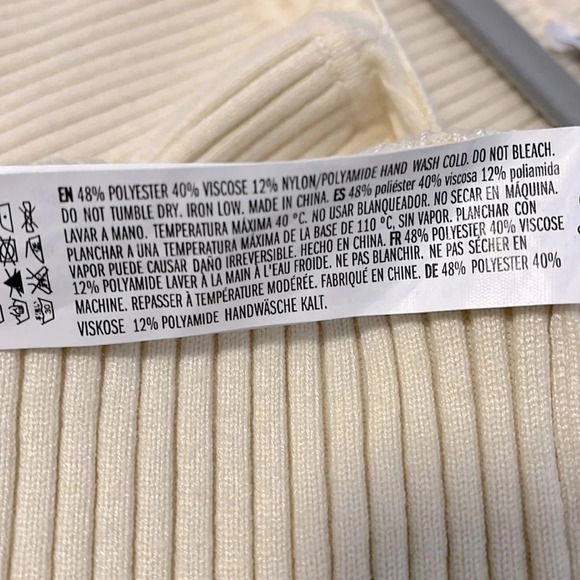 EN 48% POLYESTER 40% VISCOSE 12% NYLON/POLYAMIDE HAND WASH COLD. DO NOT BLEACH.
DO NOT TUMBLE DRY. IRON LOW. MADE IN CHINA. ES 48% poliéster 40% viscosa 12% poliamida
LAVAR A MANO. TEMPERATURA MÁXIMA 40 °C. NO USAR BLANQUEADOR. NO SECAR EN MÁQUINA.
PLANCHAR A UNA TEMPERATURA MÁXIMA DE LA BASE DE 110 °C, SIN VAPOR. PLANCHAR CON
VAPOR PUEDE CAUSAR DAÑO IRREVERSIBLE. HECHO EN CHINA. FR 48% POLYESTER 40% VISCOSE
12% POLYAMIDE LAVER À LA MAIN À L'EAU FROIDE. NE PAS BLANCHIR. NE PAS SÉCHER EN
MACHINE. REPASSER À TEMPÉRATURE MODÉRÉE. FABRIQUÉ EN CHINE. DE 48% POLYESTER 40%
VISKOSE 12% POLYAMIDE HANDWÄSCHE KALT.